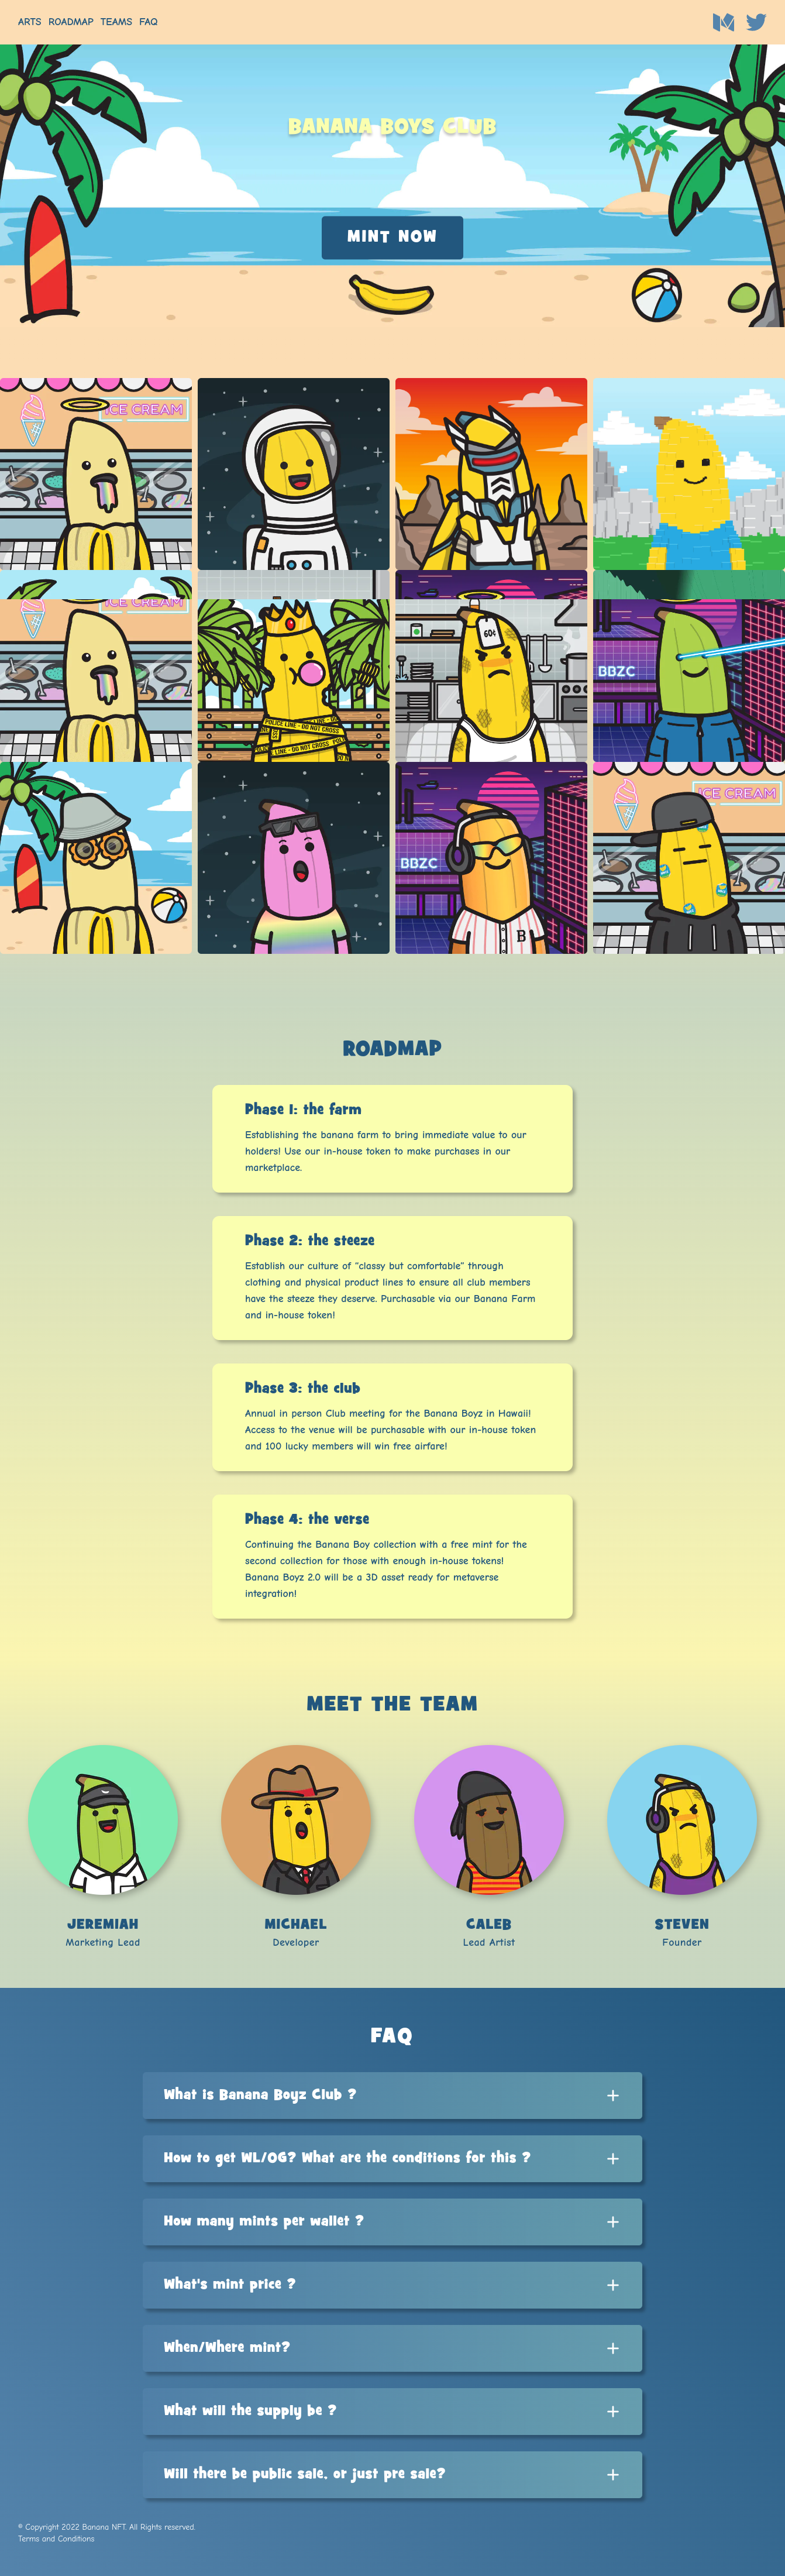 ARTS ROADMAP TEAMS FAQ
BANANA BOYS CLUB
MINT NOW
ICE CREAM
ICE CREAM
60¢
BBZC
POLICE LINE - DO NOT CROSS
LINE - DO NOT CROSS
ICE CREAM
BBZC
B
ROADMAP
Phase 1: the farm
Establishing the banana farm to bring immediate value to our
holders! Use our in-house token to make purchases in our
marketplace.
Phase 2: the steeze
Establish our culture of "classy but comfortable" through
clothing and physical product lines to ensure all club members
have the steeze they deserve. Purchasable via our Banana Farm
and in-house token!
Phase 3: the club
Annual in person Club meeting for the Banana Boyz in Hawaii!
Access to the venue will be purchasable with our in-house token
and 100 lucky members will win free airfare!
Phase 4: the verse
Continuing the Banana Boy collection with a free mint for the
second collection for those with enough in-house tokens!
Banana Boyz 2.0 will be a 3D asset ready for metaverse
integration!
MEET THE TEAM
JEREMIAH
Marketing Lead
MICHAEL
Developer
CALEB
Lead Artist
STEVEN
Founder
FAQ
What is Banana Boyz Club ?
How to get WL/OG? What are the conditions for this ?
How many mints per wallet ?
What's mint price ?
When/Where mint?
What will the supply be ?
Will there be public sale, or just pre sale?
© Copyright 2022 Banana NFT. All Rights reserved.
Terms and Conditions